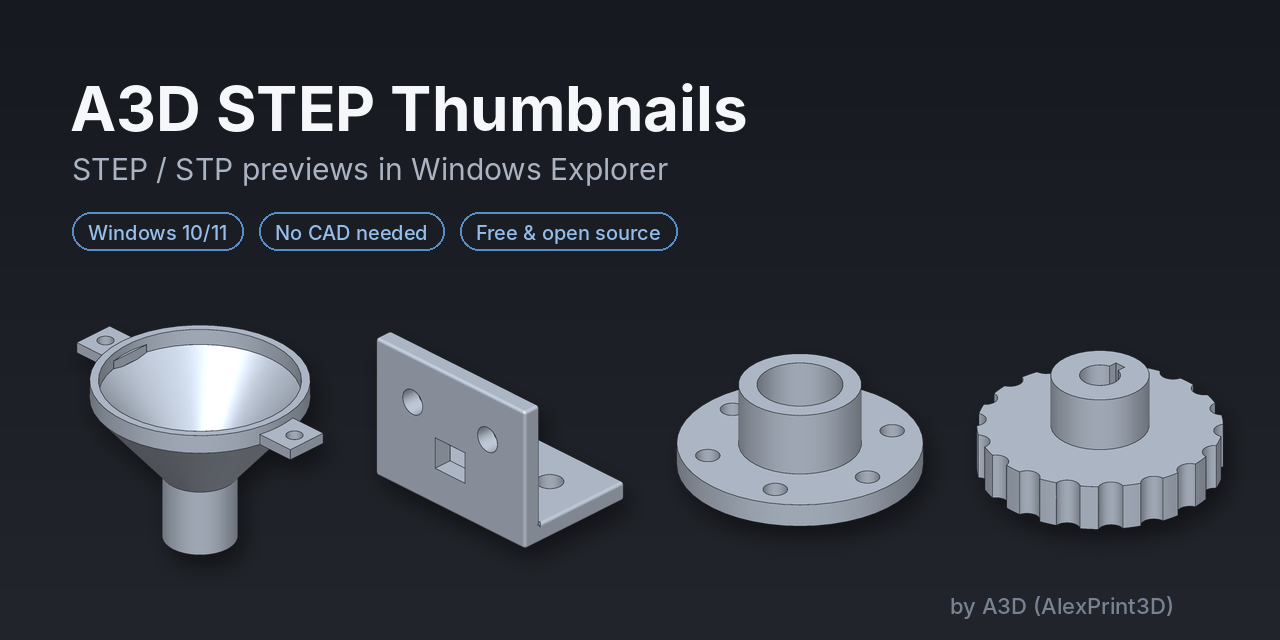 A3D STEP Thumbnails
STEP / STP previews in Windows Explorer
Windows 10/11
No CAD needed
Free & open source
by A3D (AlexPrint3D)